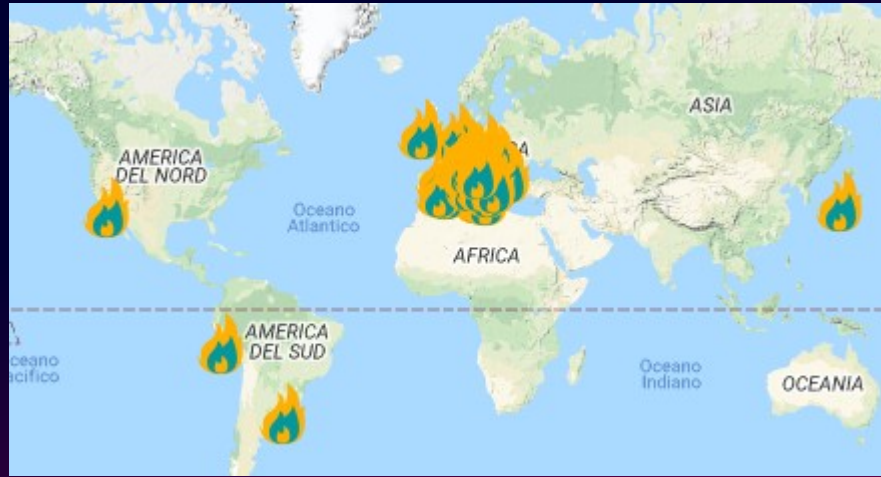 ASIA
AMERICA
DEL NORD
Oceano
Atlantico
AFRICA
AMERICA
DEL SUD
Oceano
Indiano
OCEANIA